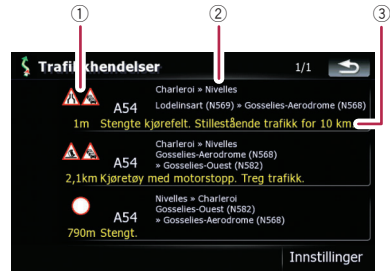 ① ② ③
Trafikkhendelser 1/1
Charleroi » Nivelles
A54 Lodelinsart (N569) » Gosselies-Aerodrome (N568)
1m Stengte kjørefelt. Stillestående trafikk for 10 km
Charleroi » Nivelles
Gosselies-Aerodrome (N568)
A54 » Gosselies-Ouest (N582)
2,1km Kjøretøy med motorstopp. Treg trafikk.
Nivelles » Charleroi
Gosselies-Ouest (N582)
A54 » Gosselies-Aerodrome (N568)
790m Stengt.
Innstillinger